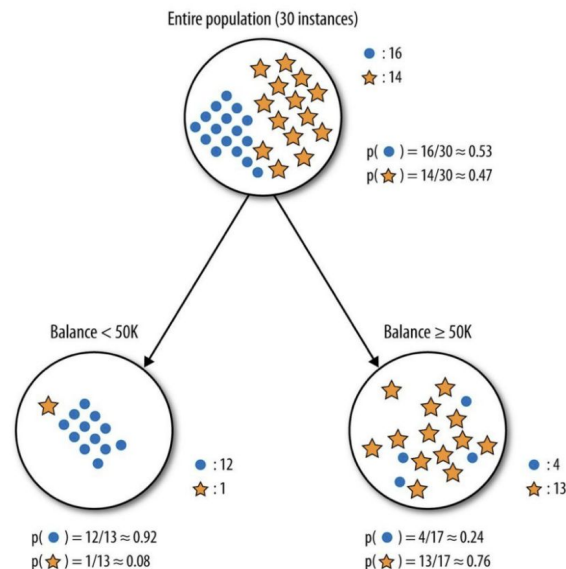 Entire population (30 instances)
● : 16
☆ : 14
p( ● ) = 16/30 ≈ 0.53
p(☆ ) = 14/30 ≈ 0.47
Balance < 50K
Balance ≥ 50K
● : 12
☆ : 1
● : 4
☆ : 13
p( ● ) = 12/13 ≈ 0.92
p(☆ ) = 1/13 ≈ 0.08
p( ● ) = 4/17 ≈ 0.24
p(☆ ) = 13/17 ≈ 0.76